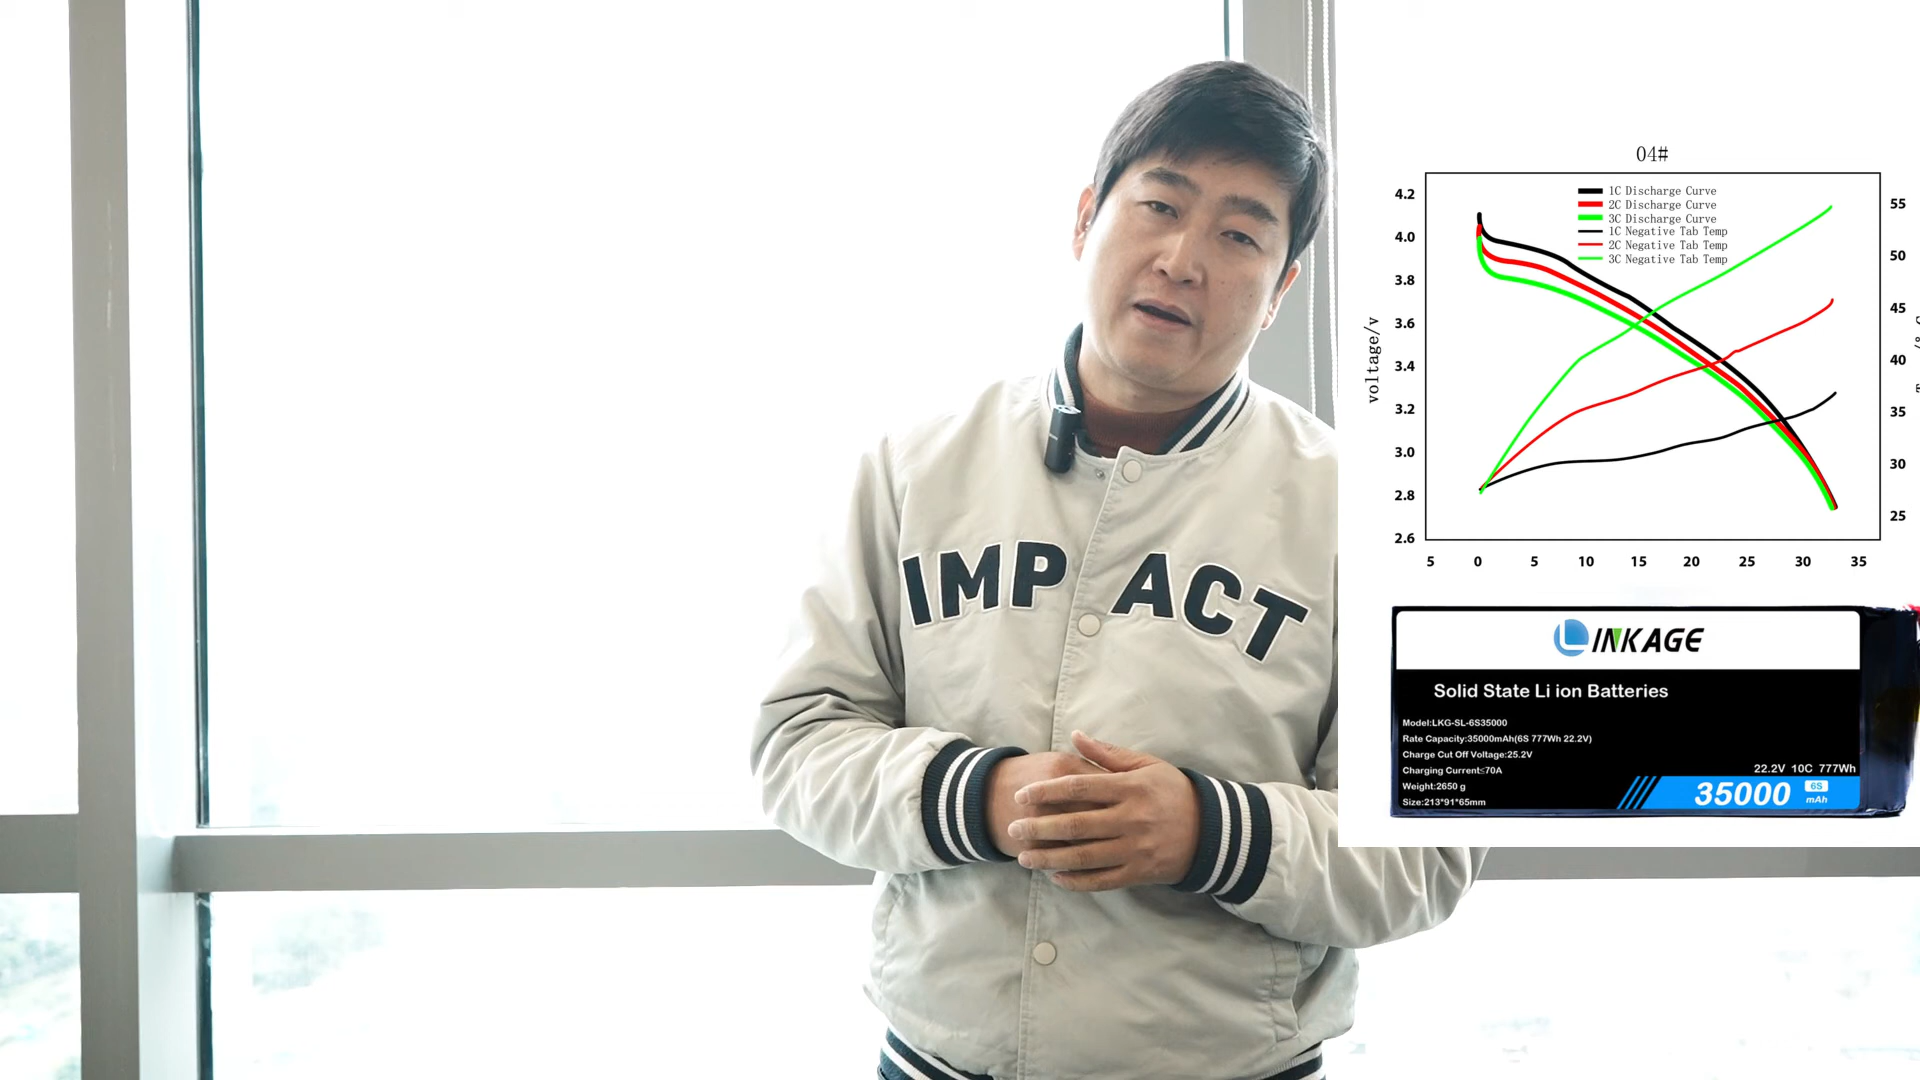 IMPACT
04#
1C Discharge Curve
2C Discharge Curve
3C Discharge Curve
1C Negative Tab Temp
2C Negative Tab Temp
3C Negative Tab Temp
voltage/v
4.2
4.0
3.8
3.6
3.4
3.2
3.0
2.8
2.6
55
50
45
40
35
30
25
5 0 5 10 15 20 25 30 35
LINKAGE
Solid State Li ion Batteries
Model:LKG-SL-6S35000
Rate Capacity:35000mAh(6S 777Wh 22.2V)
Charge Cut Off Voltage:25.2V
Charging Current≤70A
Weight:2650 g
Size:213*91*65mm
22.2V 10C 777Wh
35000 6S mAh